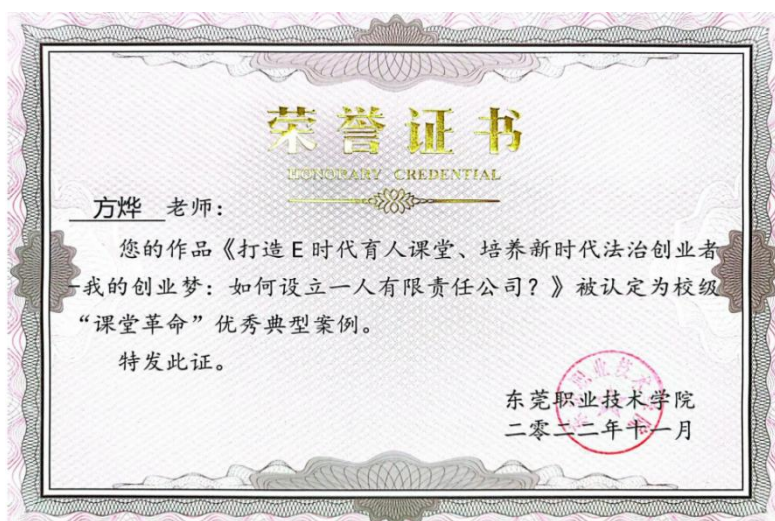 荣誉证书
HONORARY CREDENTIAL
方烨 老师：
您的作品《打造E时代育人课堂、培养新时代法治创业者
-我的创业梦：如何设立一人有限责任公司？》被认定为校级
“课堂革命”优秀典型案例。
特发此证。
东莞职业技术学院
二零二二年十一月